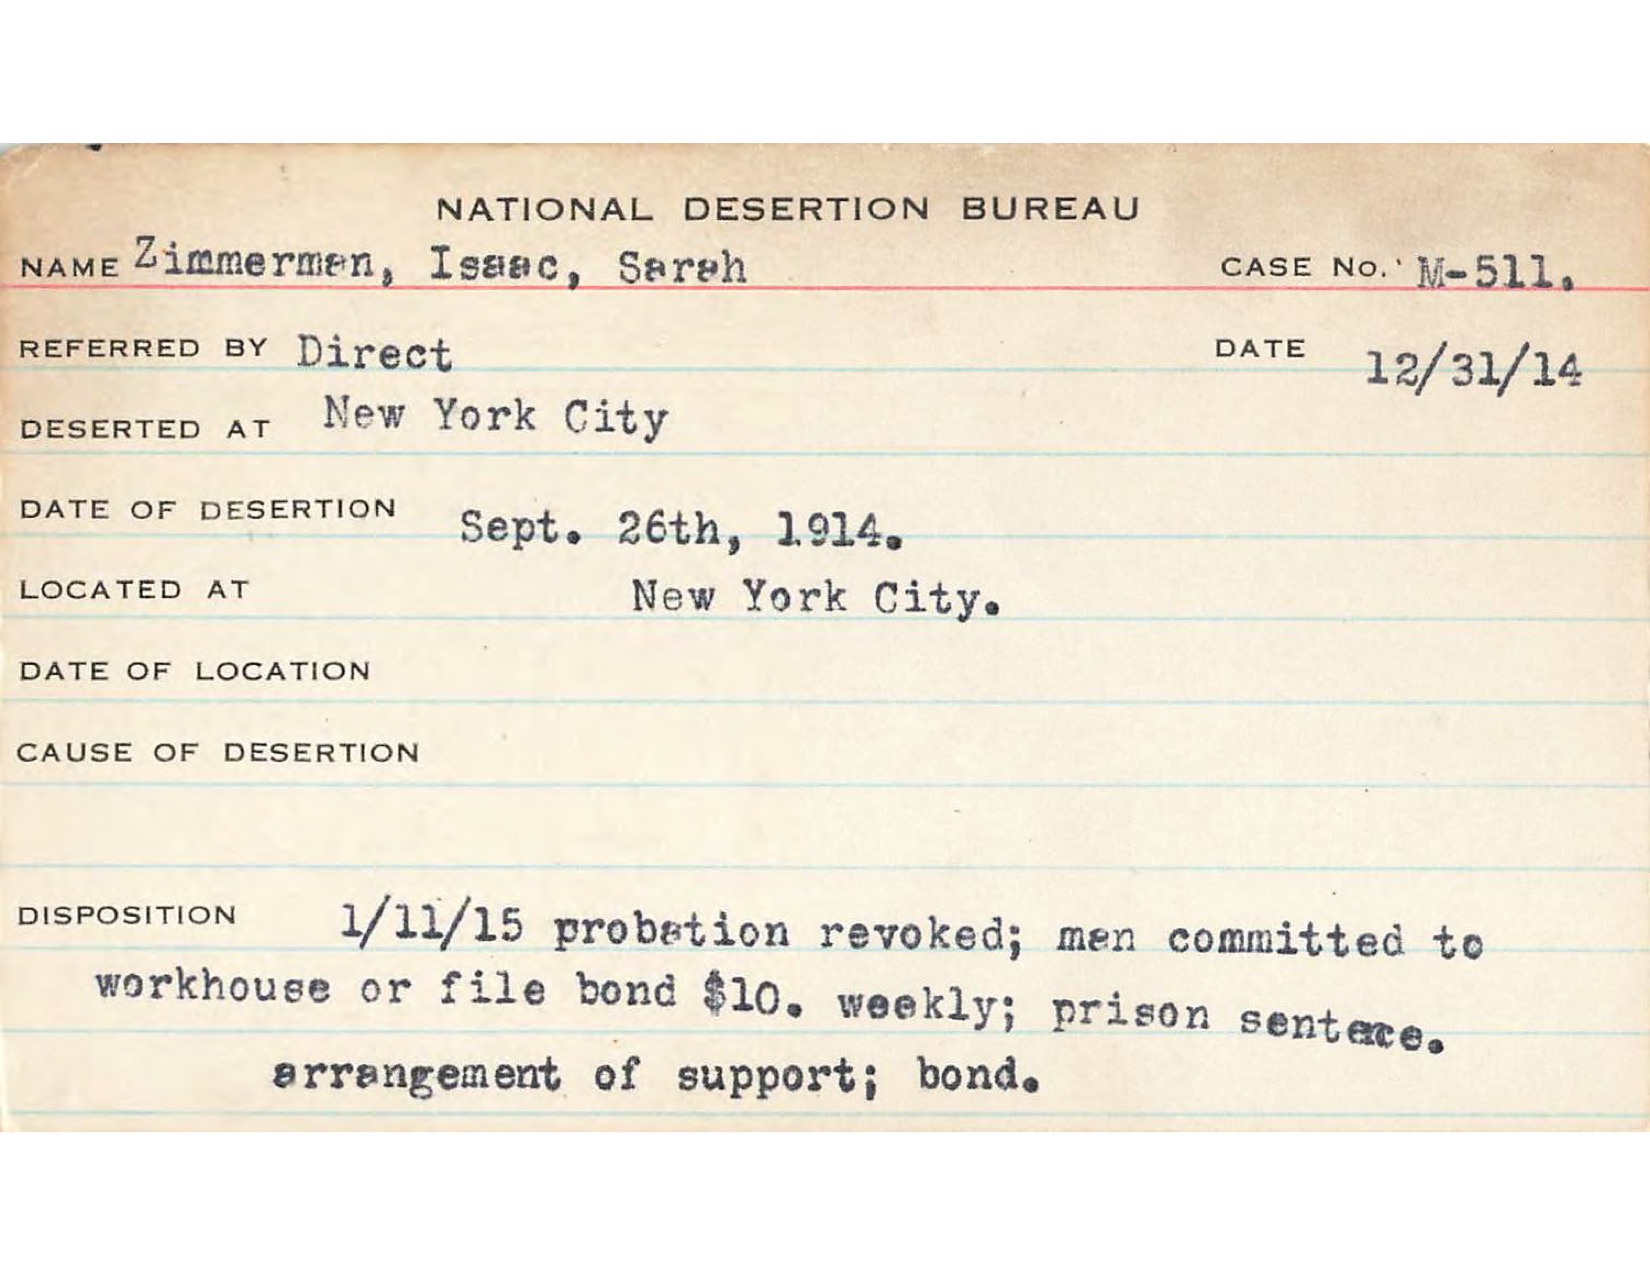 NATIONAL DESERTION BUREAU
NAME Zimmerman, Isaac, Sarah CASE No. M-511.
REFERRED BY Direct DATE 12/31/14
DESERTED AT New York City
DATE OF DESERTION Sept. 26th, 1914.
LOCATED AT New York City.
DATE OF LOCATION
CAUSE OF DESERTION
DISPOSITION 1/11/15 probation revoked; man committed to
workhouse or file bond $10. weekly; prison sentece.
arrangement of support; bond.